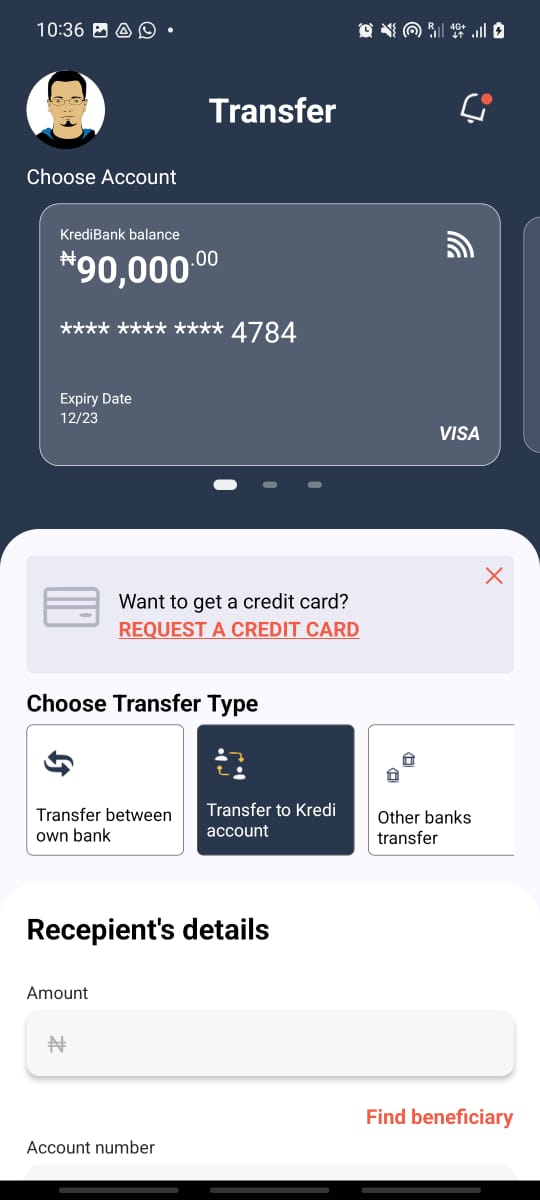 10:36
R 4G+
Transfer
Choose Account
KrediBank balance
₦90,000.00
**** **** **** 4784
Expiry Date
12/23
VISA
Want to get a credit card?
REQUEST A CREDIT CARD
Choose Transfer Type
Transfer between
own bank
Transfer to Kredi
account
Other banks
transfer
Recepient's details
Amount
₦
Find beneficiary
Account number